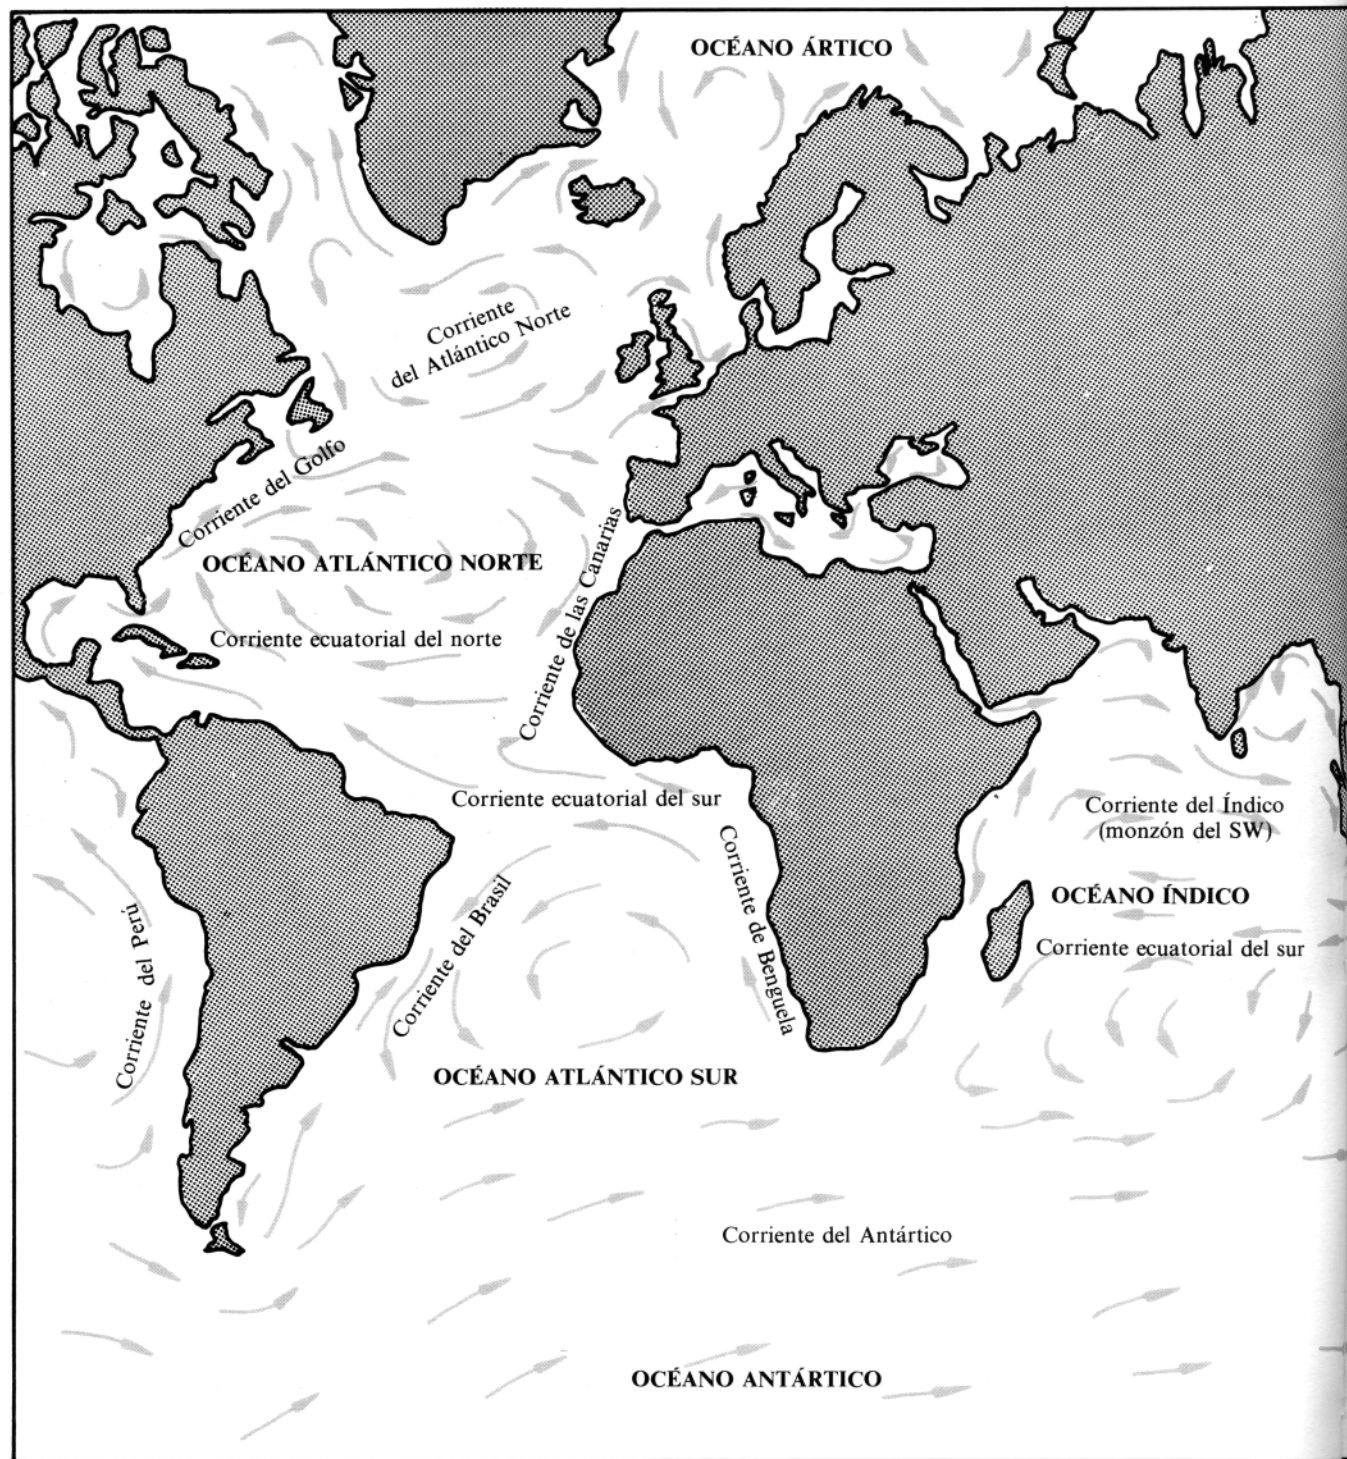 OCÉANO ÁRTICO
Corriente
del Atlántico Norte
Corriente del Golfo
OCÉANO ATLÁNTICO NORTE
Corriente de las Canarias
Corriente ecuatorial del norte
Corriente ecuatorial del sur
Corriente del Índico
(monzón del SW)
Corriente del Perú
Corriente del Brasil
Corriente de Benguela
OCÉANO ÍNDICO
Corriente ecuatorial del sur
OCÉANO ATLÁNTICO SUR
Corriente del Antártico
OCÉANO ANTÁRTICO